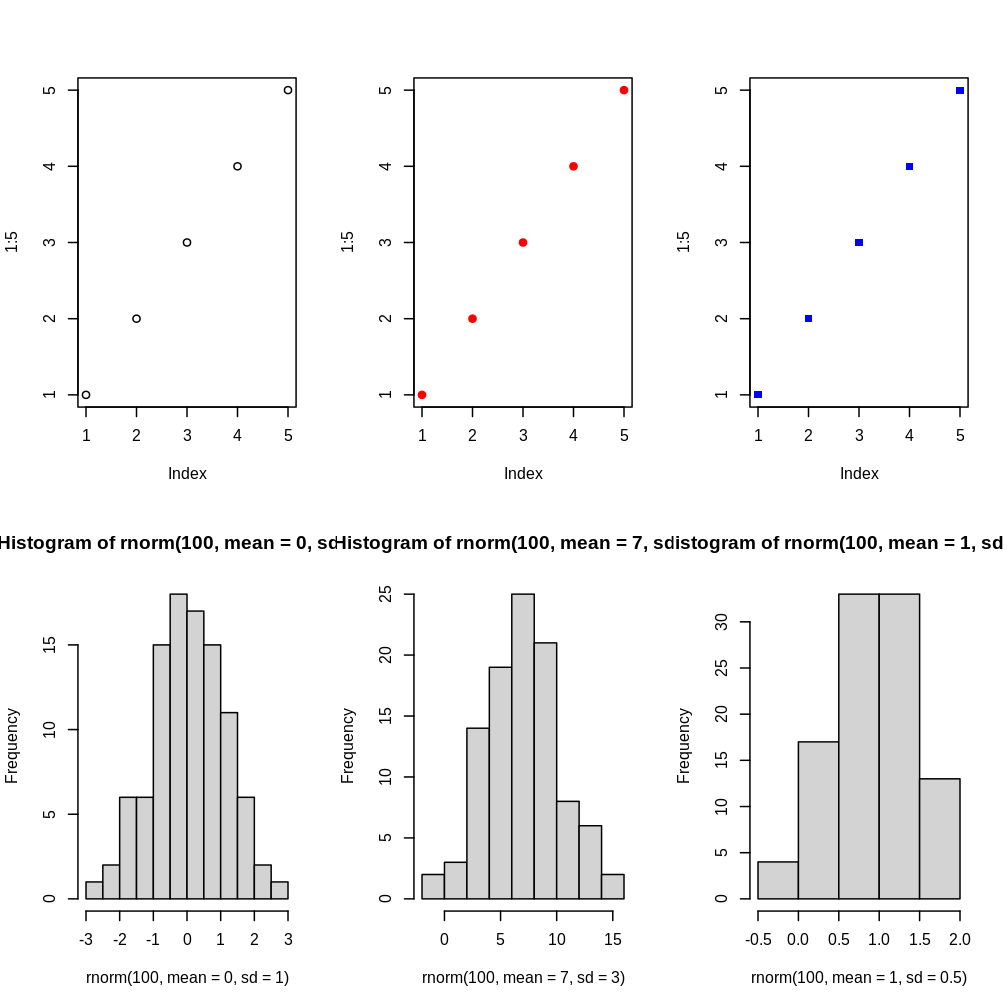 5
4
3
2
1
1:5
1 2 3 4 5
Index
5
4
3
2
1
1:5
1 2 3 4 5
Index
5
4
3
2
1
1:5
1 2 3 4 5
Index
Histogram of rnorm(100, mean = 0, sd
15
10
5
0
Frequency
-3 -2 -1 0 1 2 3
rnorm(100, mean = 0, sd = 1)
Histogram of rnorm(100, mean = 7, sd
25
20
15
10
5
0
Frequency
0 5 10 15
rnorm(100, mean = 7, sd = 3)
istogram of rnorm(100, mean = 1, sd
30
25
20
15
10
5
0
Frequency
-0.5 0.0 0.5 1.0 1.5 2.0
rnorm(100, mean = 1, sd = 0.5)